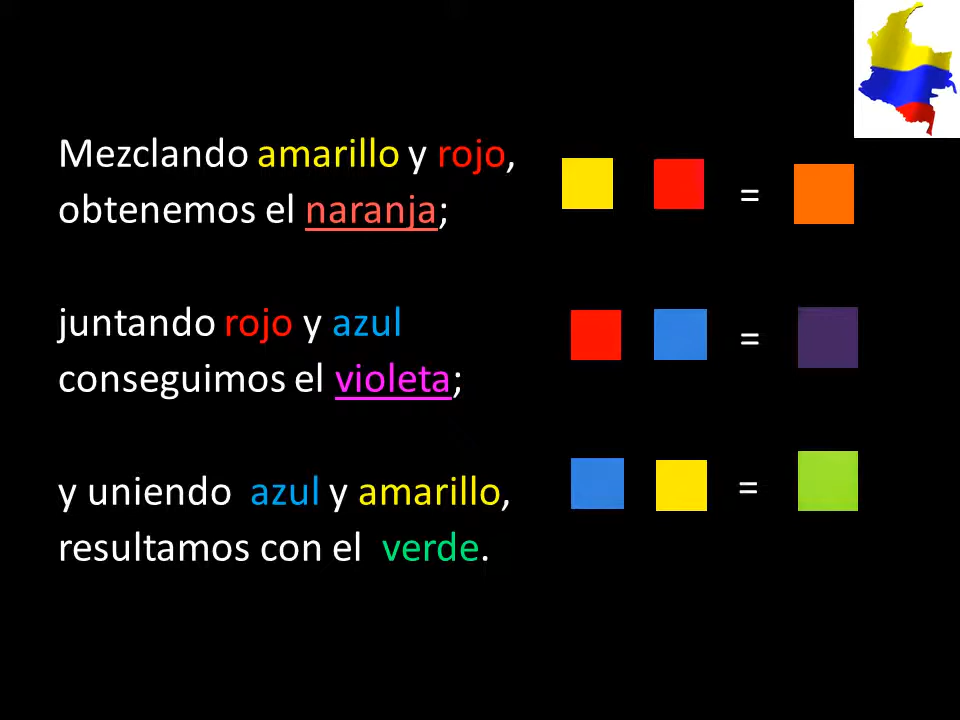 Mezclando amarillo y rojo,
obtenemos el naranja;
=
juntando rojo y azul
conseguimos el violeta;
=
y uniendo azul y amarillo,
resultamos con el verde.
=